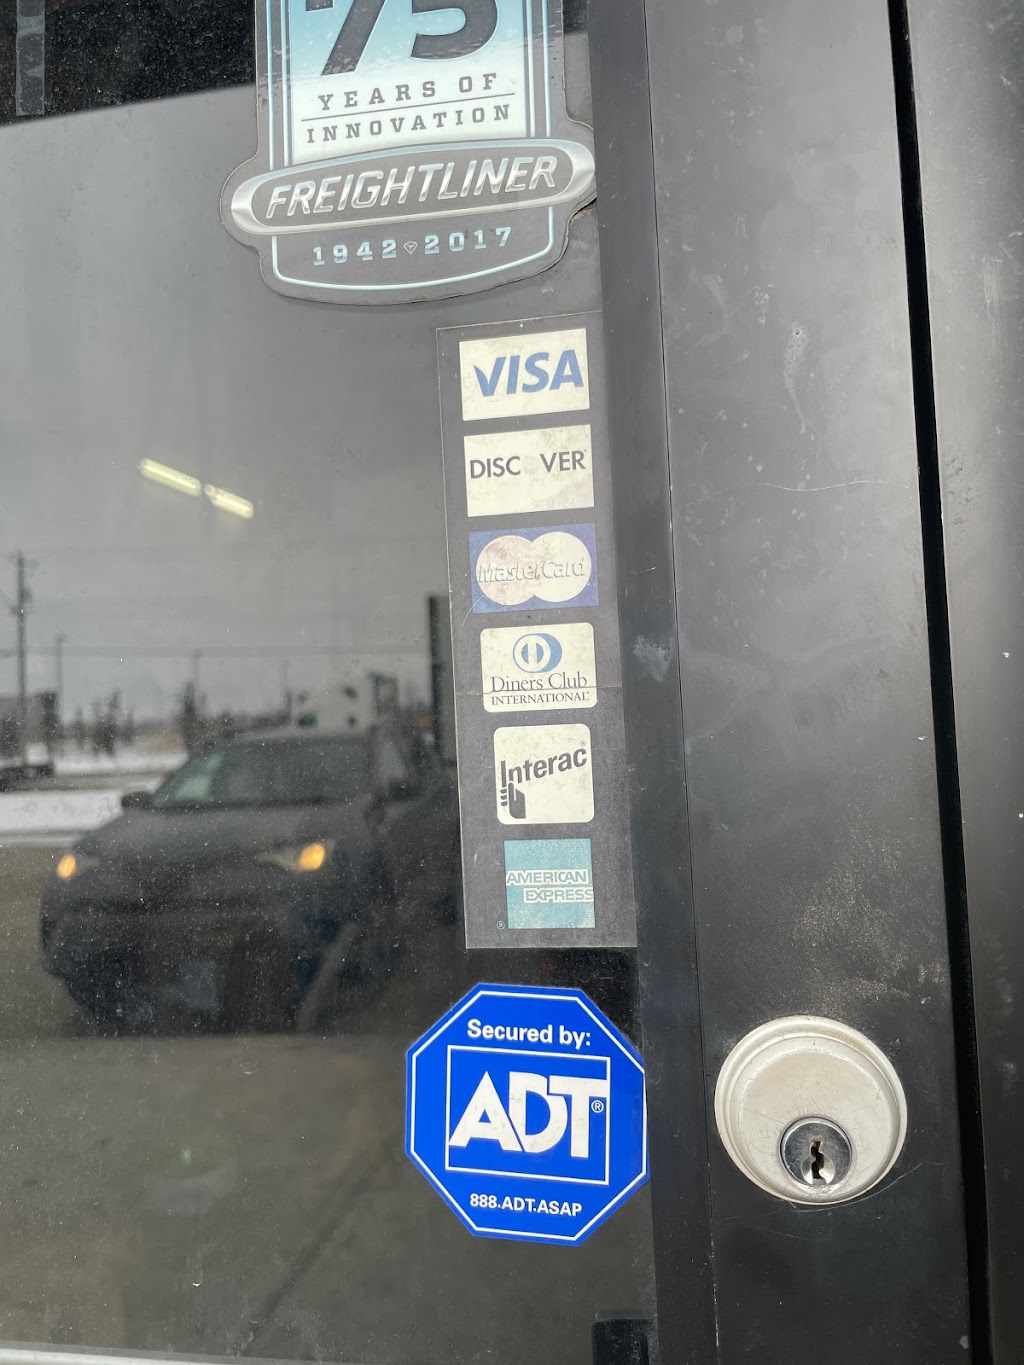 75
YEARS OF
INNOVATION
FREIGHTLINER
1942 2017
VISA
DISC VER
MasterCard
Diners Club
INTERNATIONAL®
Interac®
AMERICAN
EXPRESS
®
Secured by:
ADT®
888.ADT.ASAP